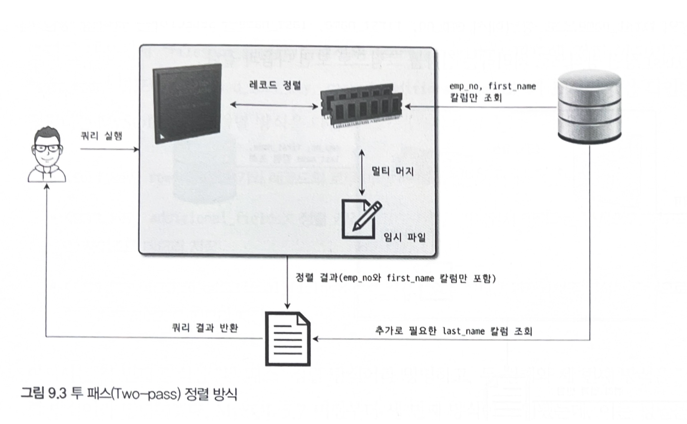 레코드 정렬
emp_no, first_name
칼럼만 조회
쿼리 실행
멀티 머지
임시 파일
정렬 결과(emp_no와 first_name 칼럼만 포함)
쿼리 결과 반환
추가로 필요한 last_name 칼럼 조회
그림 9.3 투 패스(Two-pass) 정렬 방식